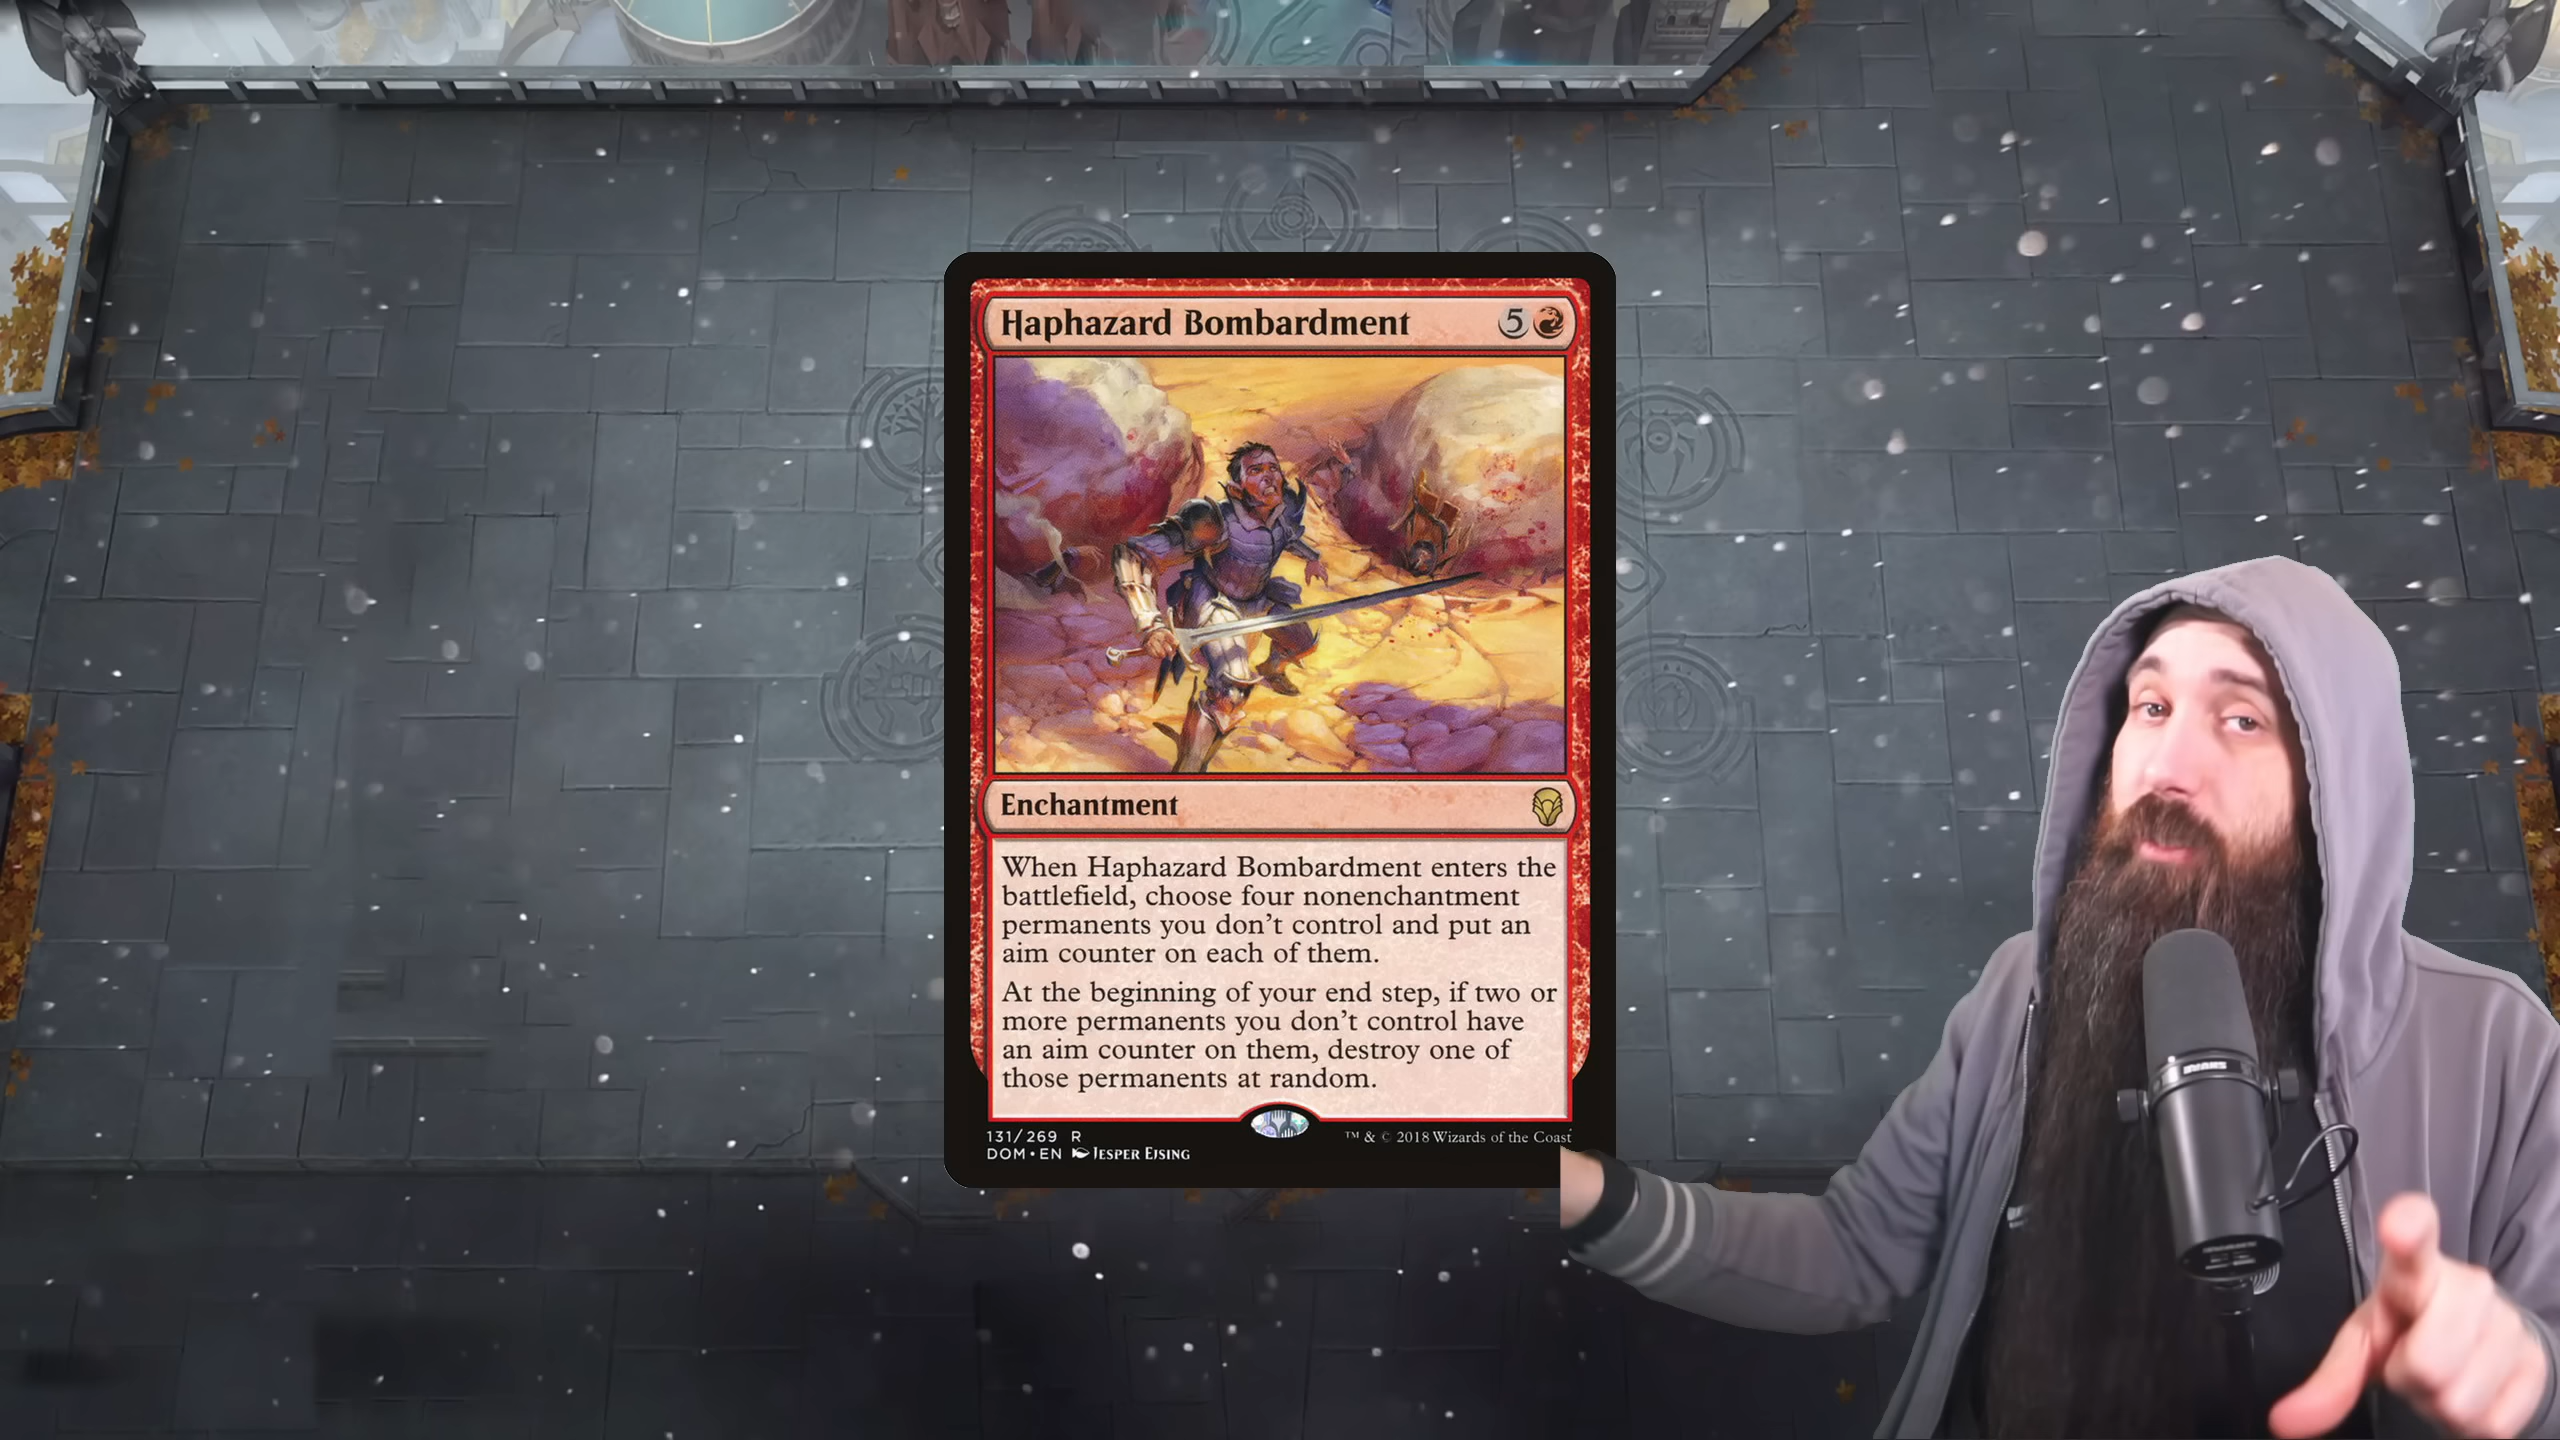 Haphazard Bombardment 5
Enchantment
When Haphazard Bombardment enters the
battlefield, choose four nonenchantment
permanents you don't control and put an
aim counter on each of them.
At the beginning of your end step, if two or
more permanents you don't control have
an aim counter on them, destroy one of
those permanents at random.
131/269 R
DOM • EN JESPER EJSING
™ & © 2018 Wizards of the Coast